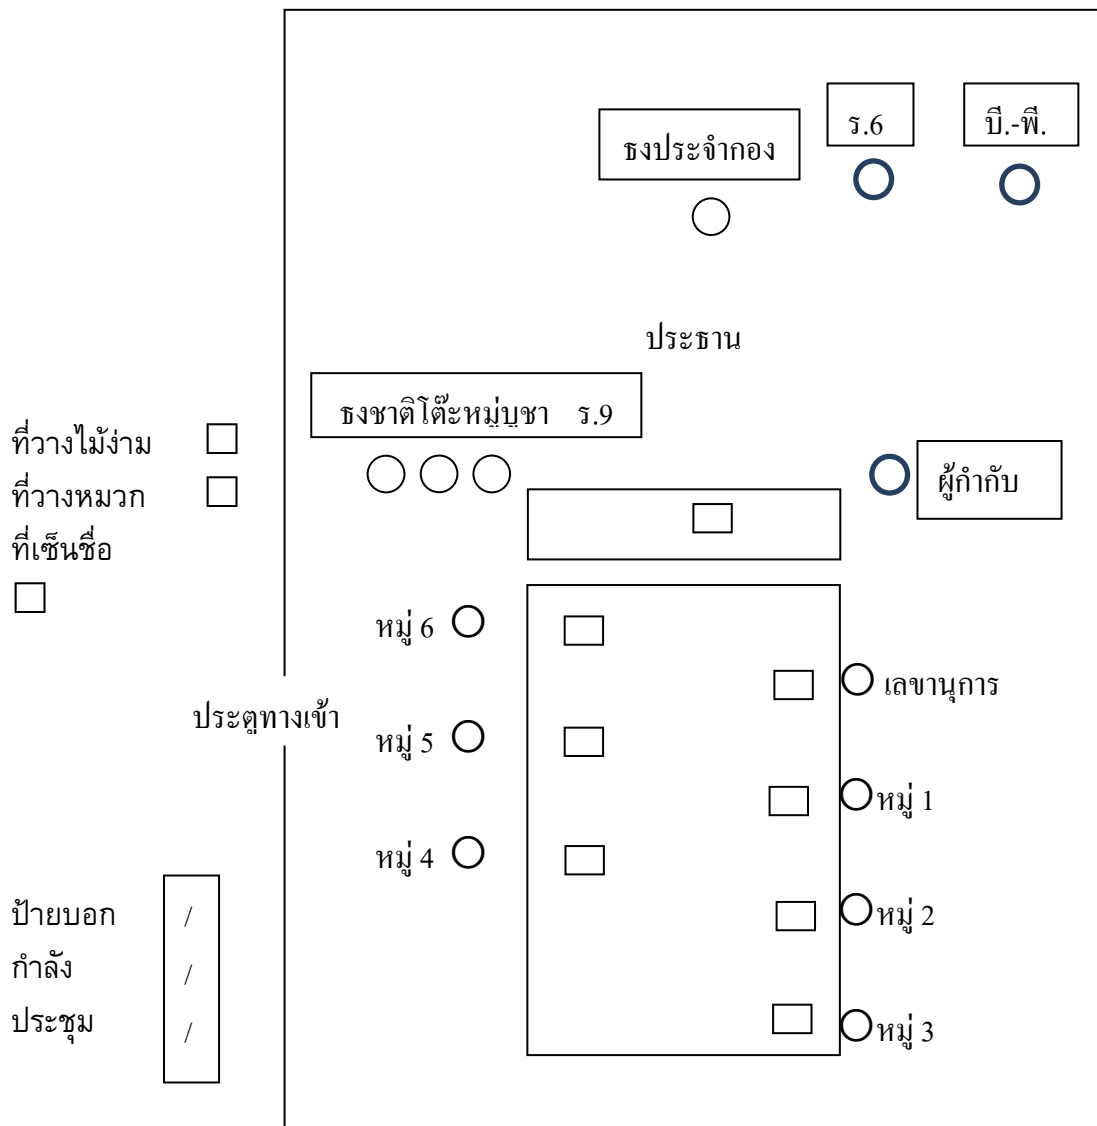 ร.6
บี.-พี.
ธงประจำกอง
ประธาน
ธงชาติโต๊ะหมู่บูชา ร.9
ที่วางไม้ง่าม
ที่วางหมวก
ที่เซ็นชื่อ
ผู้กำกับ
หมู่ 6
เลขานุการ
ประตูทางเข้า
หมู่ 5
หมู่ 1
หมู่ 4
หมู่ 2
หมู่ 3
ป้ายบอก /
กำลัง /
ประชุม /